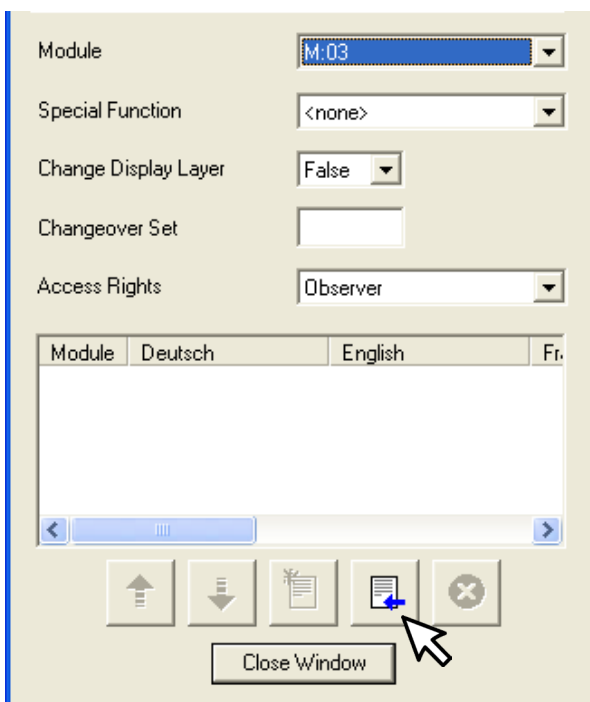 Module M:03
Special Function <none>
Change Display Layer False
Changeover Set
Access Rights Observer
Module Deutsch English Fr.
Close Window